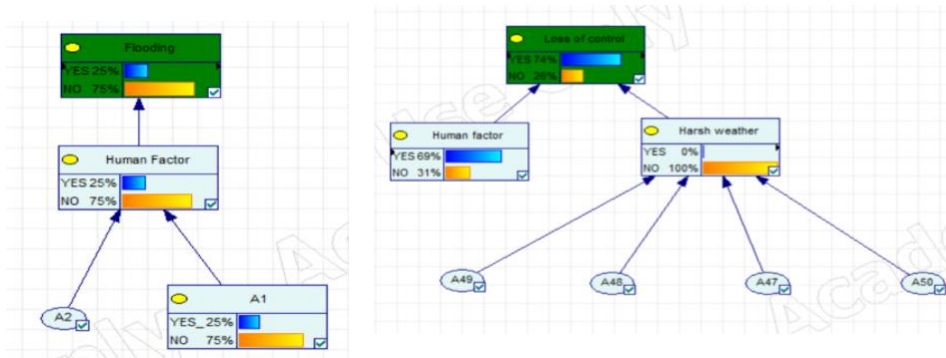 Flooding
YES 25%
NO 75%
Human Factor
YES 25%
NO 75%
A2
A1
YES_ 25%
NO 75%
Loss of control
YES 74%
NO 26%
Human factor
YES 69%
NO 31%
Harsh weather
YES 0%
NO 100%
A49
A48
A47
A50